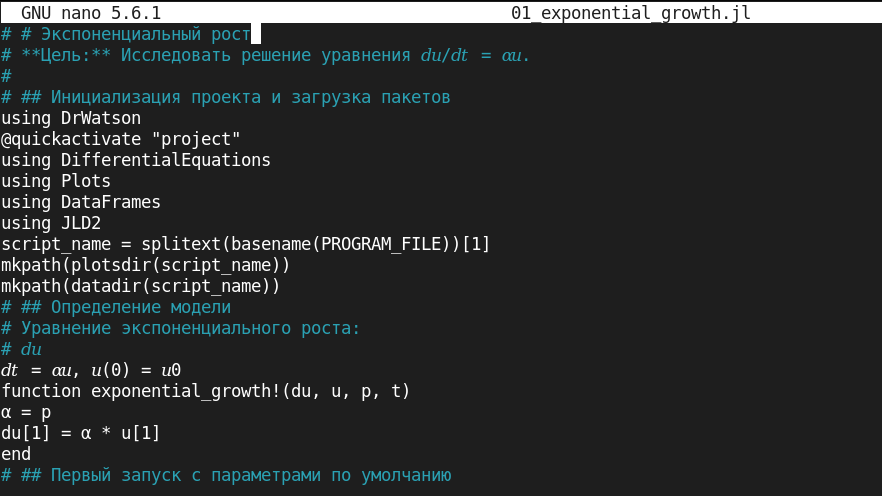 GNU nano 5.6.1 01_exponential_growth.jl
# # Экспоненциальный рост
# **Цель:** Исследовать решение уравнения 𝑑𝑢/𝑑𝑡 = 𝛼𝑢.
#
# ## Инициализация проекта и загрузка пакетов
using DrWatson
@quickactivate "project"
using DifferentialEquations
using Plots
using DataFrames
using JLD2
script_name = splitext(basename(PROGRAM_FILE))[1]
mkpath(plotsdir(script_name))
mkpath(datadir(script_name))
# ## Определение модели
# Уравнение экспоненциального роста:
# 𝑑𝑢
𝑑𝑡 = 𝛼𝑢, 𝑢(0) = 𝑢0
function exponential_growth!(du, u, p, t)
α = p
du[1] = α * u[1]
end
# ## Первый запуск с параметрами по умолчанию